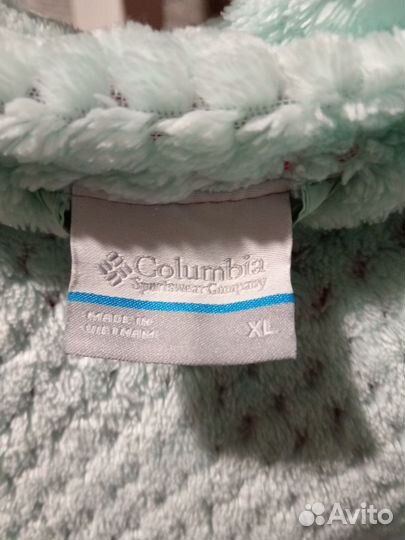 Columbia
Sportswear Company
MADE IN
VIETNAM
XL
Avito